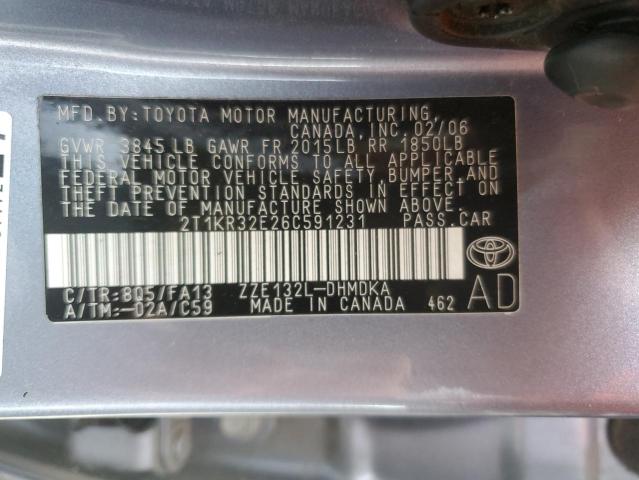 MFD.BY:TOYOTA MOTOR MANUFACTURING,
CANADA,INC. 02/06
GVWR 3845 LB GAWR FR 2015LB RR 1850LB
THIS VEHICLE CONFORMS TO ALL APPLICABLE
FEDERAL MOTOR VEHICLE SAFETY, BUMPER AND
THEFT PREVENTION STANDARDS IN EFFECT ON
THE DATE OF MANUFACTURE SHOWN ABOVE.
2T1KR32E26C591231 PASS.CAR
C/TR:8Q5/FA13 ZZE132L-DHMDKA
A/TM:-02A/C59 MADE IN CANADA 462
AD